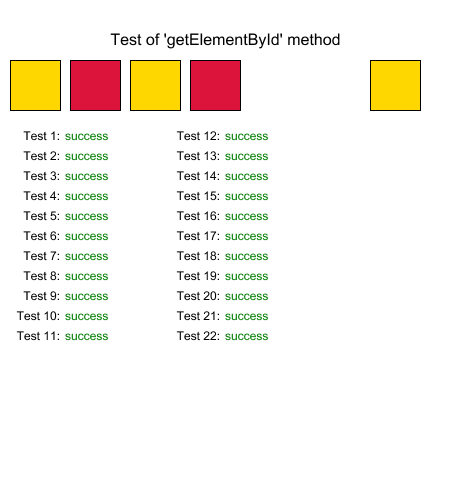 Test of 'getElementById' method
Test 1: success
Test 2: success
Test 3: success
Test 4: success
Test 5: success
Test 6: success
Test 7: success
Test 8: success
Test 9: success
Test 10: success
Test 11: success
Test 12: success
Test 13: success
Test 14: success
Test 15: success
Test 16: success
Test 17: success
Test 18: success
Test 19: success
Test 20: success
Test 21: success
Test 22: success